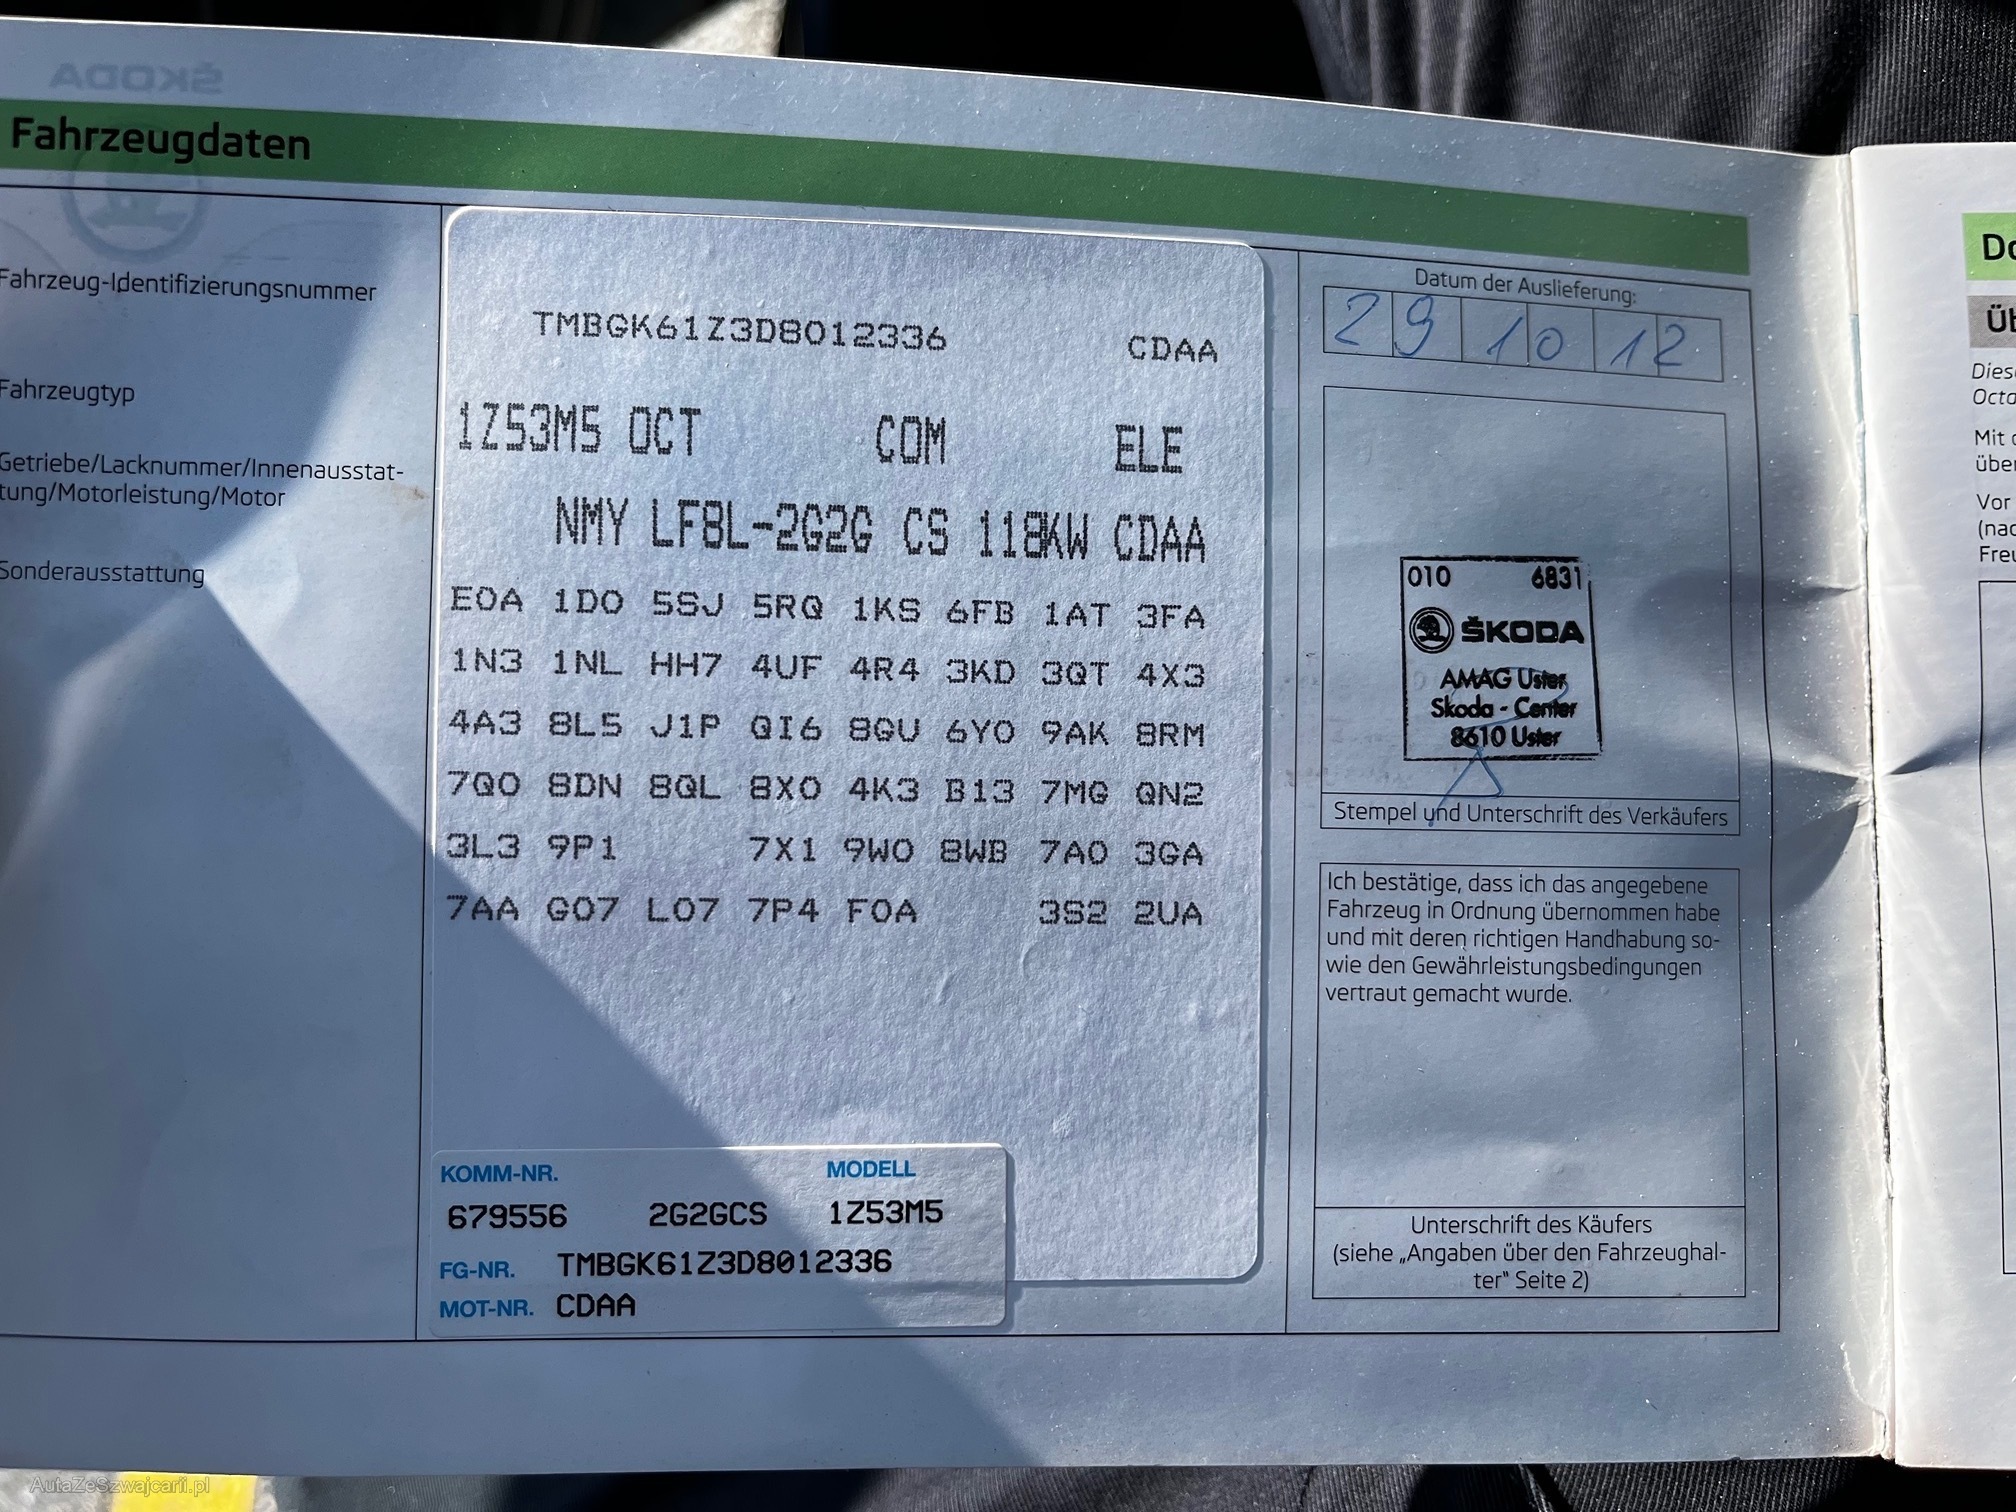 ŠKODA
Fahrzeugdaten
Fahrzeug-Identifizierungsnummer
Fahrzeugtyp
Getriebe/Lacknummer/Innenausstat-
tung/Motorleistung/Motor
Sonderausstattung
TMBGK61Z3D8012336 CDAA
1Z53M5 OCT COM ELE
NMY LF8L-2G2G CS 118KW CDAA
E0A 1D0 5SJ 5RQ 1KS 6FB 1AT 3FA
1N3 1NL HH7 4UF 4R4 3KD 3QT 4X3
4A3 8L5 J1P QI6 8GU 6Y0 9AK 8RM
7Q0 8DN 8QL 8X0 4K3 B13 7MG QN2
3L3 9P1 7X1 9W0 8WB 7A0 3GA
7AA G07 L07 7P4 F0A 3S2 2UA
KOMM-NR. MODELL
679556 2G2GCS 1Z53M5
FG-NR. TMBGK61Z3D8012336
MOT-NR. CDAA
Datum der Auslieferung:
29 10 12
010 6831
ŠKODA
AMAG Uster
Skoda - Center
8610 Uster
Stempel und Unterschrift des Verkäufers
Ich bestätige, dass ich das angegebene
Fahrzeug in Ordnung übernommen habe
und mit deren richtigen Handhabung so-
wie den Gewährleistungsbedingungen
vertraut gemacht wurde.
Unterschrift des Käufers
(siehe „Angaben über den Fahrzeughal-
ter" Seite 2)
Mit
Vor
(nac
Freu
AutaZeSzwajcarii.pl